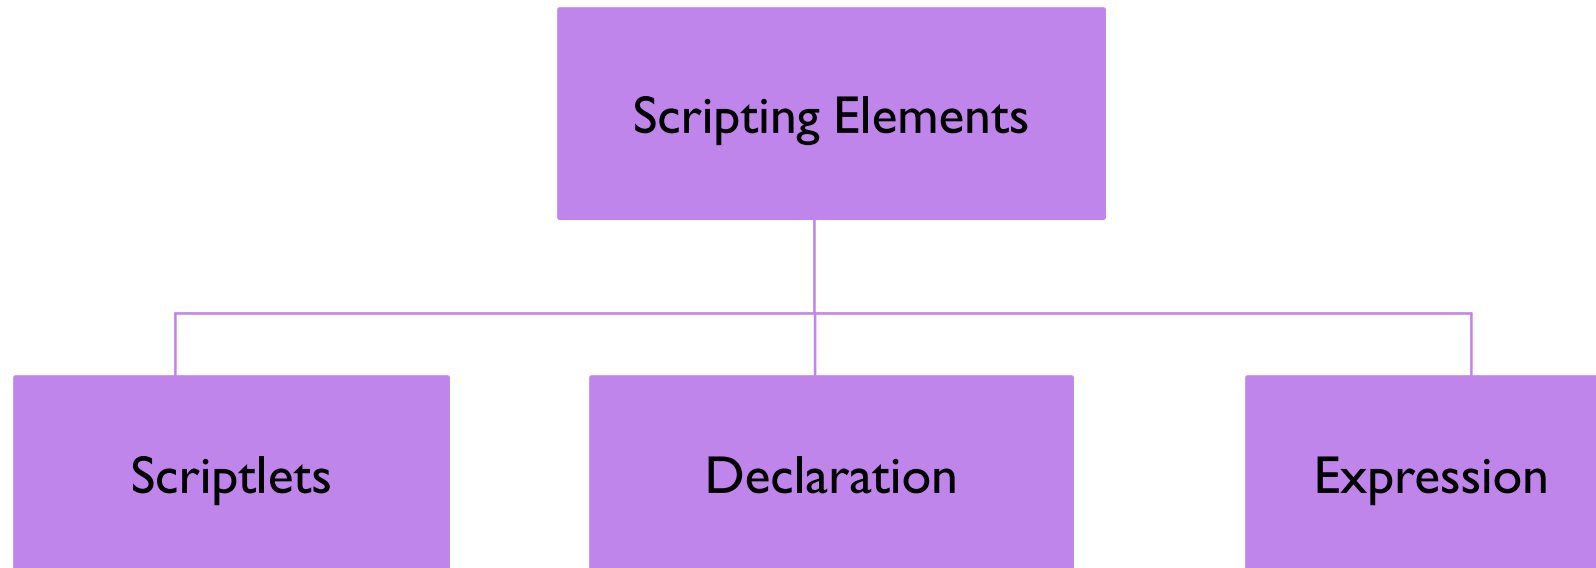 Scripting Elements
Scriptlets
Declaration
Expression